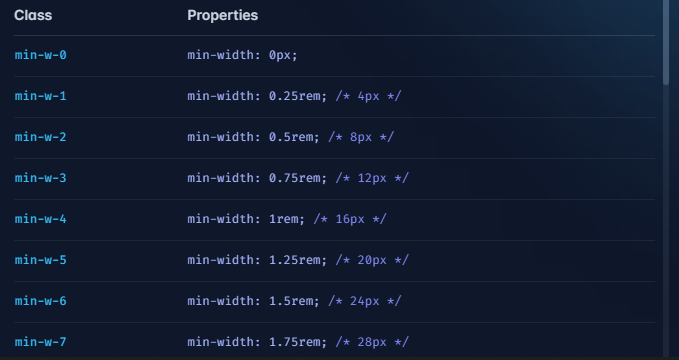 Class Properties
min-w-0 min-width: 0px;
min-w-1 min-width: 0.25rem; /* 4px */
min-w-2 min-width: 0.5rem; /* 8px */
min-w-3 min-width: 0.75rem; /* 12px */
min-w-4 min-width: 1rem; /* 16px */
min-w-5 min-width: 1.25rem; /* 20px */
min-w-6 min-width: 1.5rem; /* 24px */
min-w-7 min-width: 1.75rem; /* 28px */